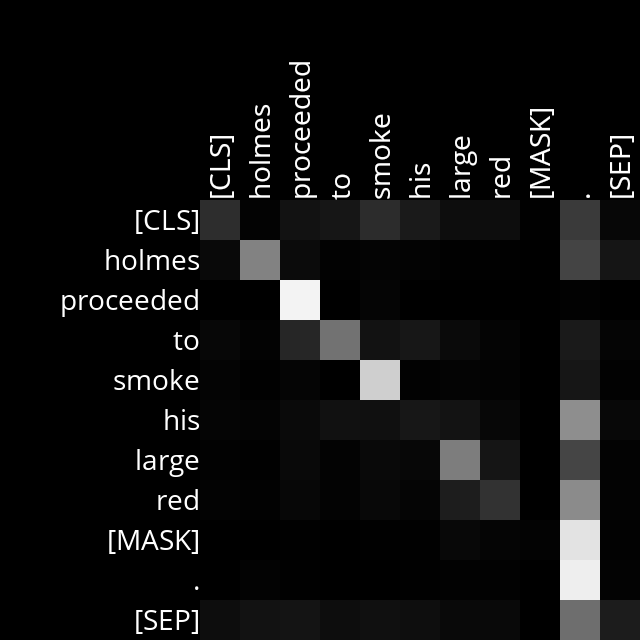 [CLS] holmes proceeded to smoke his large red [MASK] . [SEP]
[CLS]
holmes
proceeded
to
smoke
his
large
red
[MASK]
.
[SEP]